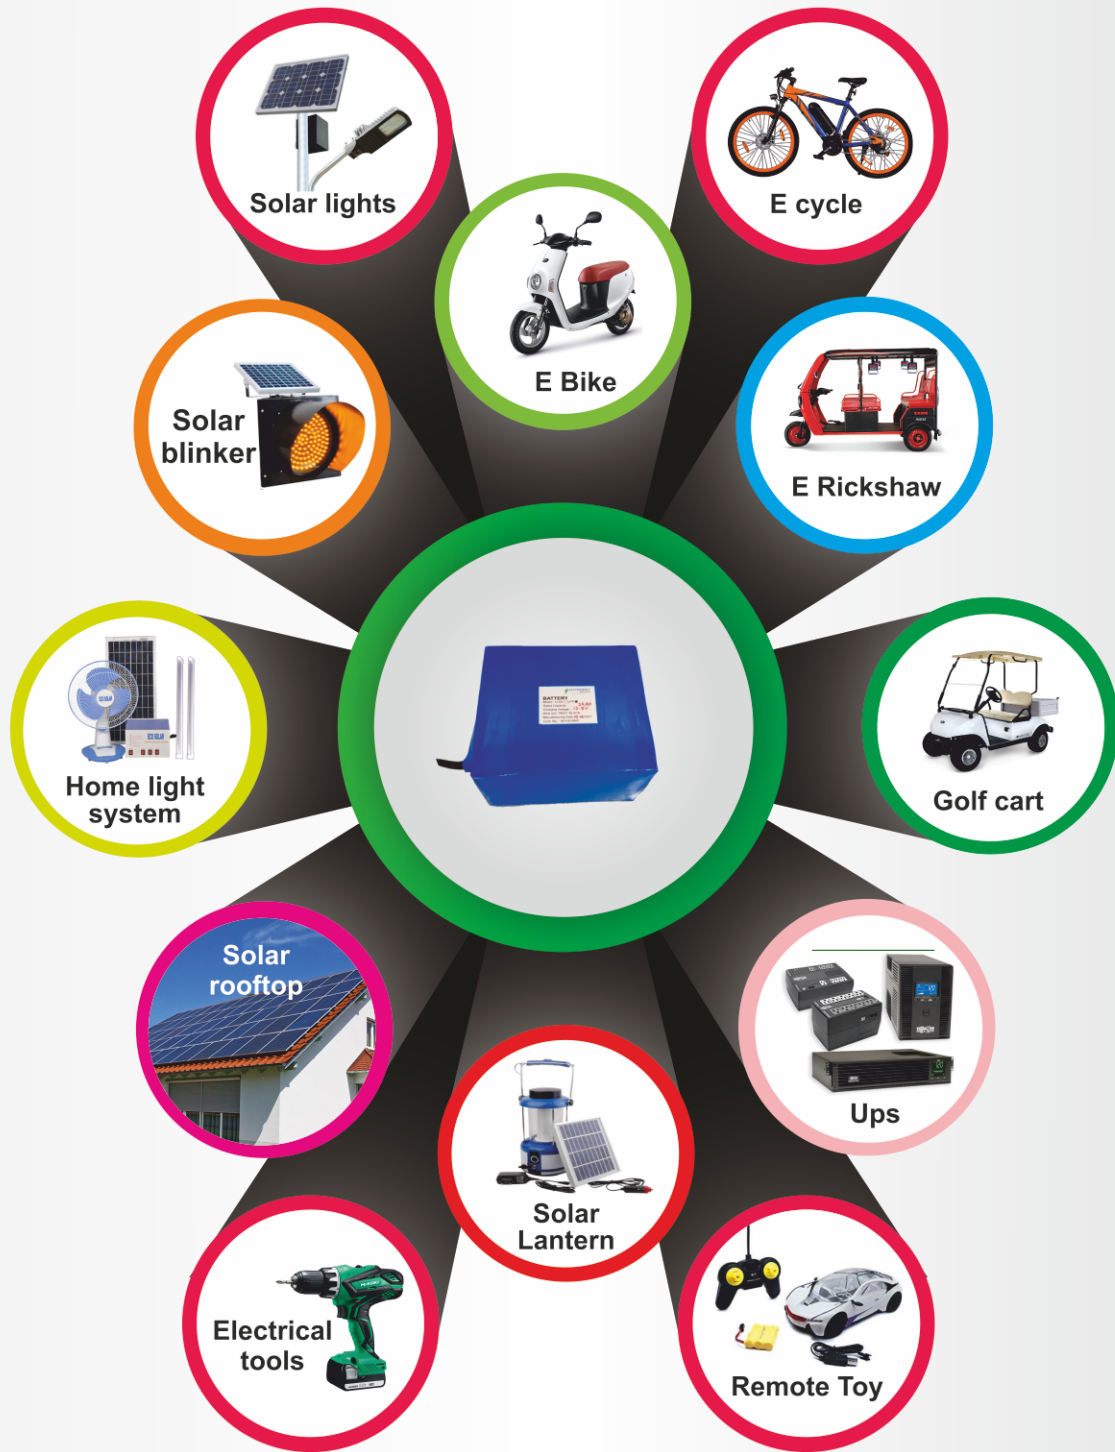 Solar lights
E cycle
E Bike
Solar
blinker
E Rickshaw
BATTERY
Home light
system
Golf cart
Solar
rooftop
Ups
Solar
Lantern
Electrical
tools
Remote Toy